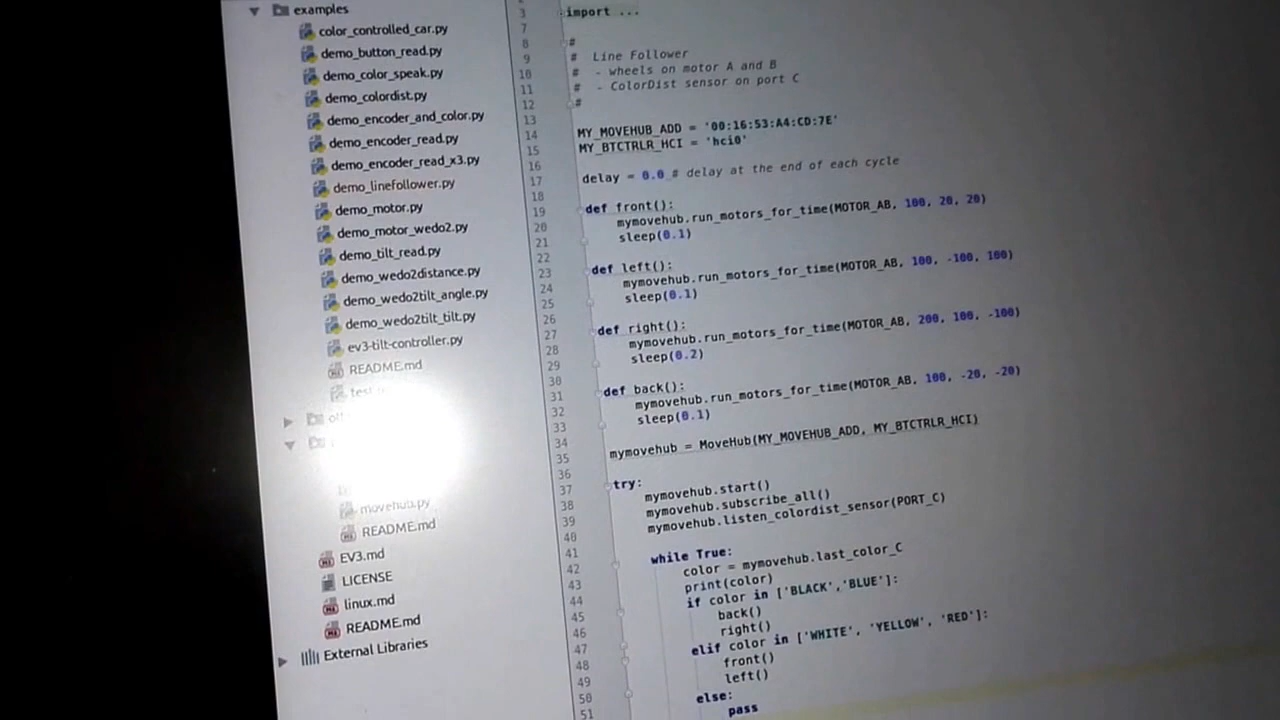 examples
color_controlled_car.py
demo_button_read.py
demo_color_speak.py
demo_colordist.py
demo_encoder_and_color.py
demo_encoder_read.py
demo_encoder_read_x3.py
demo_linefollower.py
demo_motor.py
demo_motor_wedo2.py
demo_tilt_read.py
demo_wedo2distance.py
demo_wedo2tilt_angle.py
demo_wedo2tilt_tilt.py
ev3-tilt-controller.py
README.md
movehub.py
README.md
EV3.md
LICENSE
linux.md
README.md
External Libraries
3 import ...
7
8 #
9 # Line Follower
10 # - wheels on motor A and B
11 # - ColorDist sensor on port C
12 #
13
14 MY_MOVEHUB_ADD = '00:16:53:A4:CD:7E'
15 MY_BTCTRLR_HCI = 'hci0'
16
17 delay = 0.0 # delay at the end of each cycle
18
19 def front():
20 mymovehub.run_motors_for_time(MOTOR_AB, 100, 20, 20)
21 sleep(0.1)
22
23 def left():
24 mymovehub.run_motors_for_time(MOTOR_AB, 100, -100, 100)
25 sleep(0.1)
26
27 def right():
28 mymovehub.run_motors_for_time(MOTOR_AB, 200, 100, -100)
29 sleep(0.2)
30
31 def back():
32 mymovehub.run_motors_for_time(MOTOR_AB, 100, -20, -20)
33 sleep(0.1)
34
35 mymovehub = MoveHub(MY_MOVEHUB_ADD, MY_BTCTRLR_HCI)
36
37 try:
38 mymovehub.start()
39 mymovehub.subscribe_all()
40 mymovehub.listen_colordist_sensor(PORT_C)
41
42 while True:
43 color = mymovehub.last_color_C
44 print(color)
45 if color in ['BLACK','BLUE']:
46 back()
47 right()
48 elif color in ['WHITE', 'YELLOW', 'RED']:
49 front()
50 left()
51 else:
pass